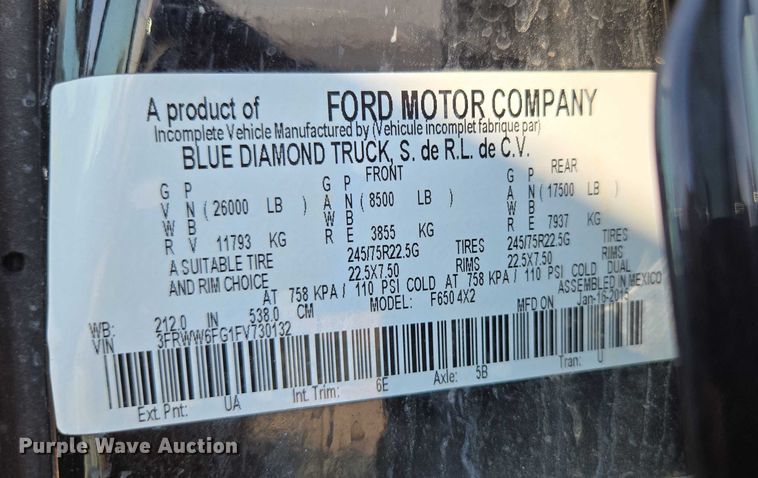 A product of FORD MOTOR COMPANY
Incomplete Vehicle Manufactured by (Vehicule incomplet fabrique par)
BLUE DIAMOND TRUCK, S. de R.L. de C.V.
FRONT REAR
G P G P G P
V N (26000 LB) A N (8500 LB) A N (17500 LB)
W B W B W B
R V 11793 KG R E 3855 KG R E 7937 KG
A SUITABLE TIRE 245/75R22.5G TIRES 245/75R22.5G TIRES
AND RIM CHOICE 22.5X7.50 RIMS 22.5X7.50 RIMS
AT 758 KPA/ 110 PSI COLD AT 758 KPA/ 110 PSI COLD DUAL
WB: 212.0 IN 538.0 CM MODEL: F650 4X2 ASSEMBLED IN MEXICO
VIN 3FRWW6FG1FV730132 MFD ON Jan-16-2015
Ext. Pnt: UA Int. Trim: 6E Axle: 5B Tran: U
Purple Wave Auction